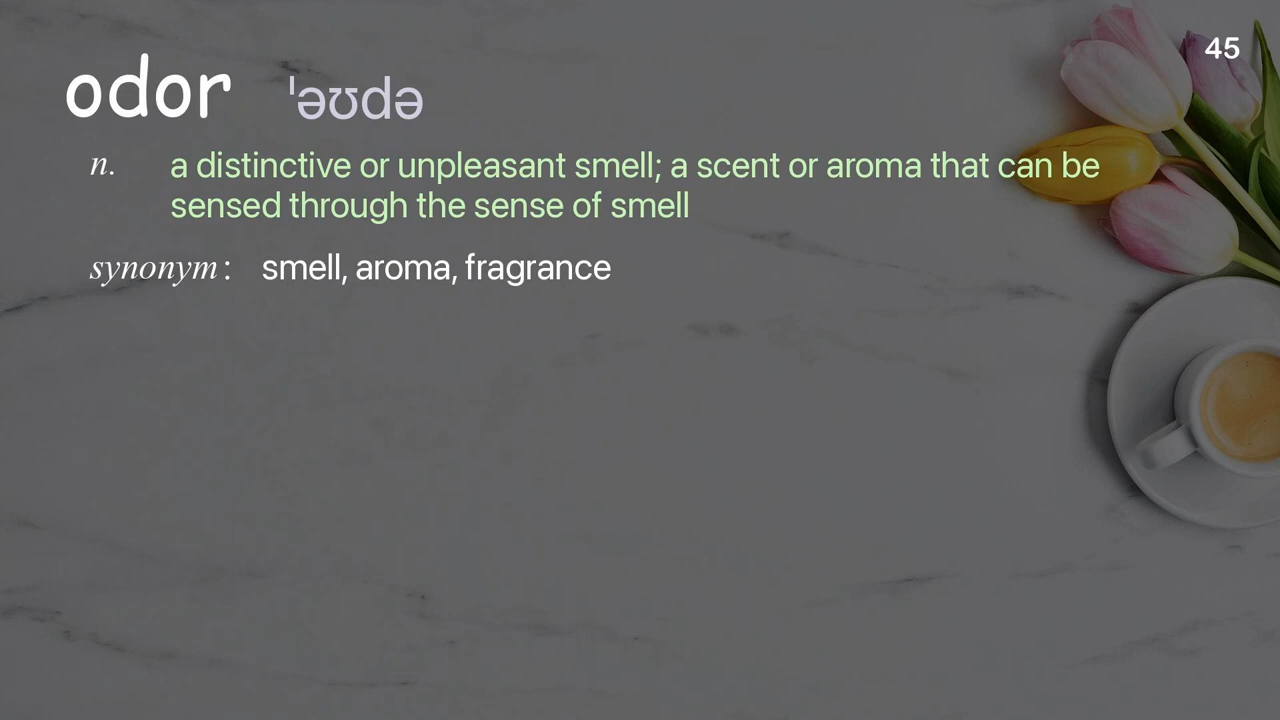 45
odor ˈəʊdə
n. a distinctive or unpleasant smell; a scent or aroma that can be
sensed through the sense of smell
synonym: smell, aroma, fragrance